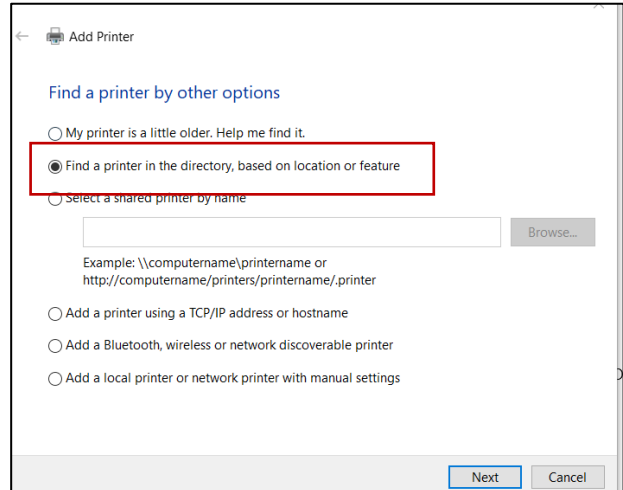 Add Printer
Find a printer by other options
My printer is a little older. Help me find it.
Find a printer in the directory, based on location or feature
Select a shared printer by name
Browse...
Example: \\computername\printername or
http://computername/printers/printername/.printer
Add a printer using a TCP/IP address or hostname
Add a Bluetooth, wireless or network discoverable printer
Add a local printer or network printer with manual settings
Next Cancel